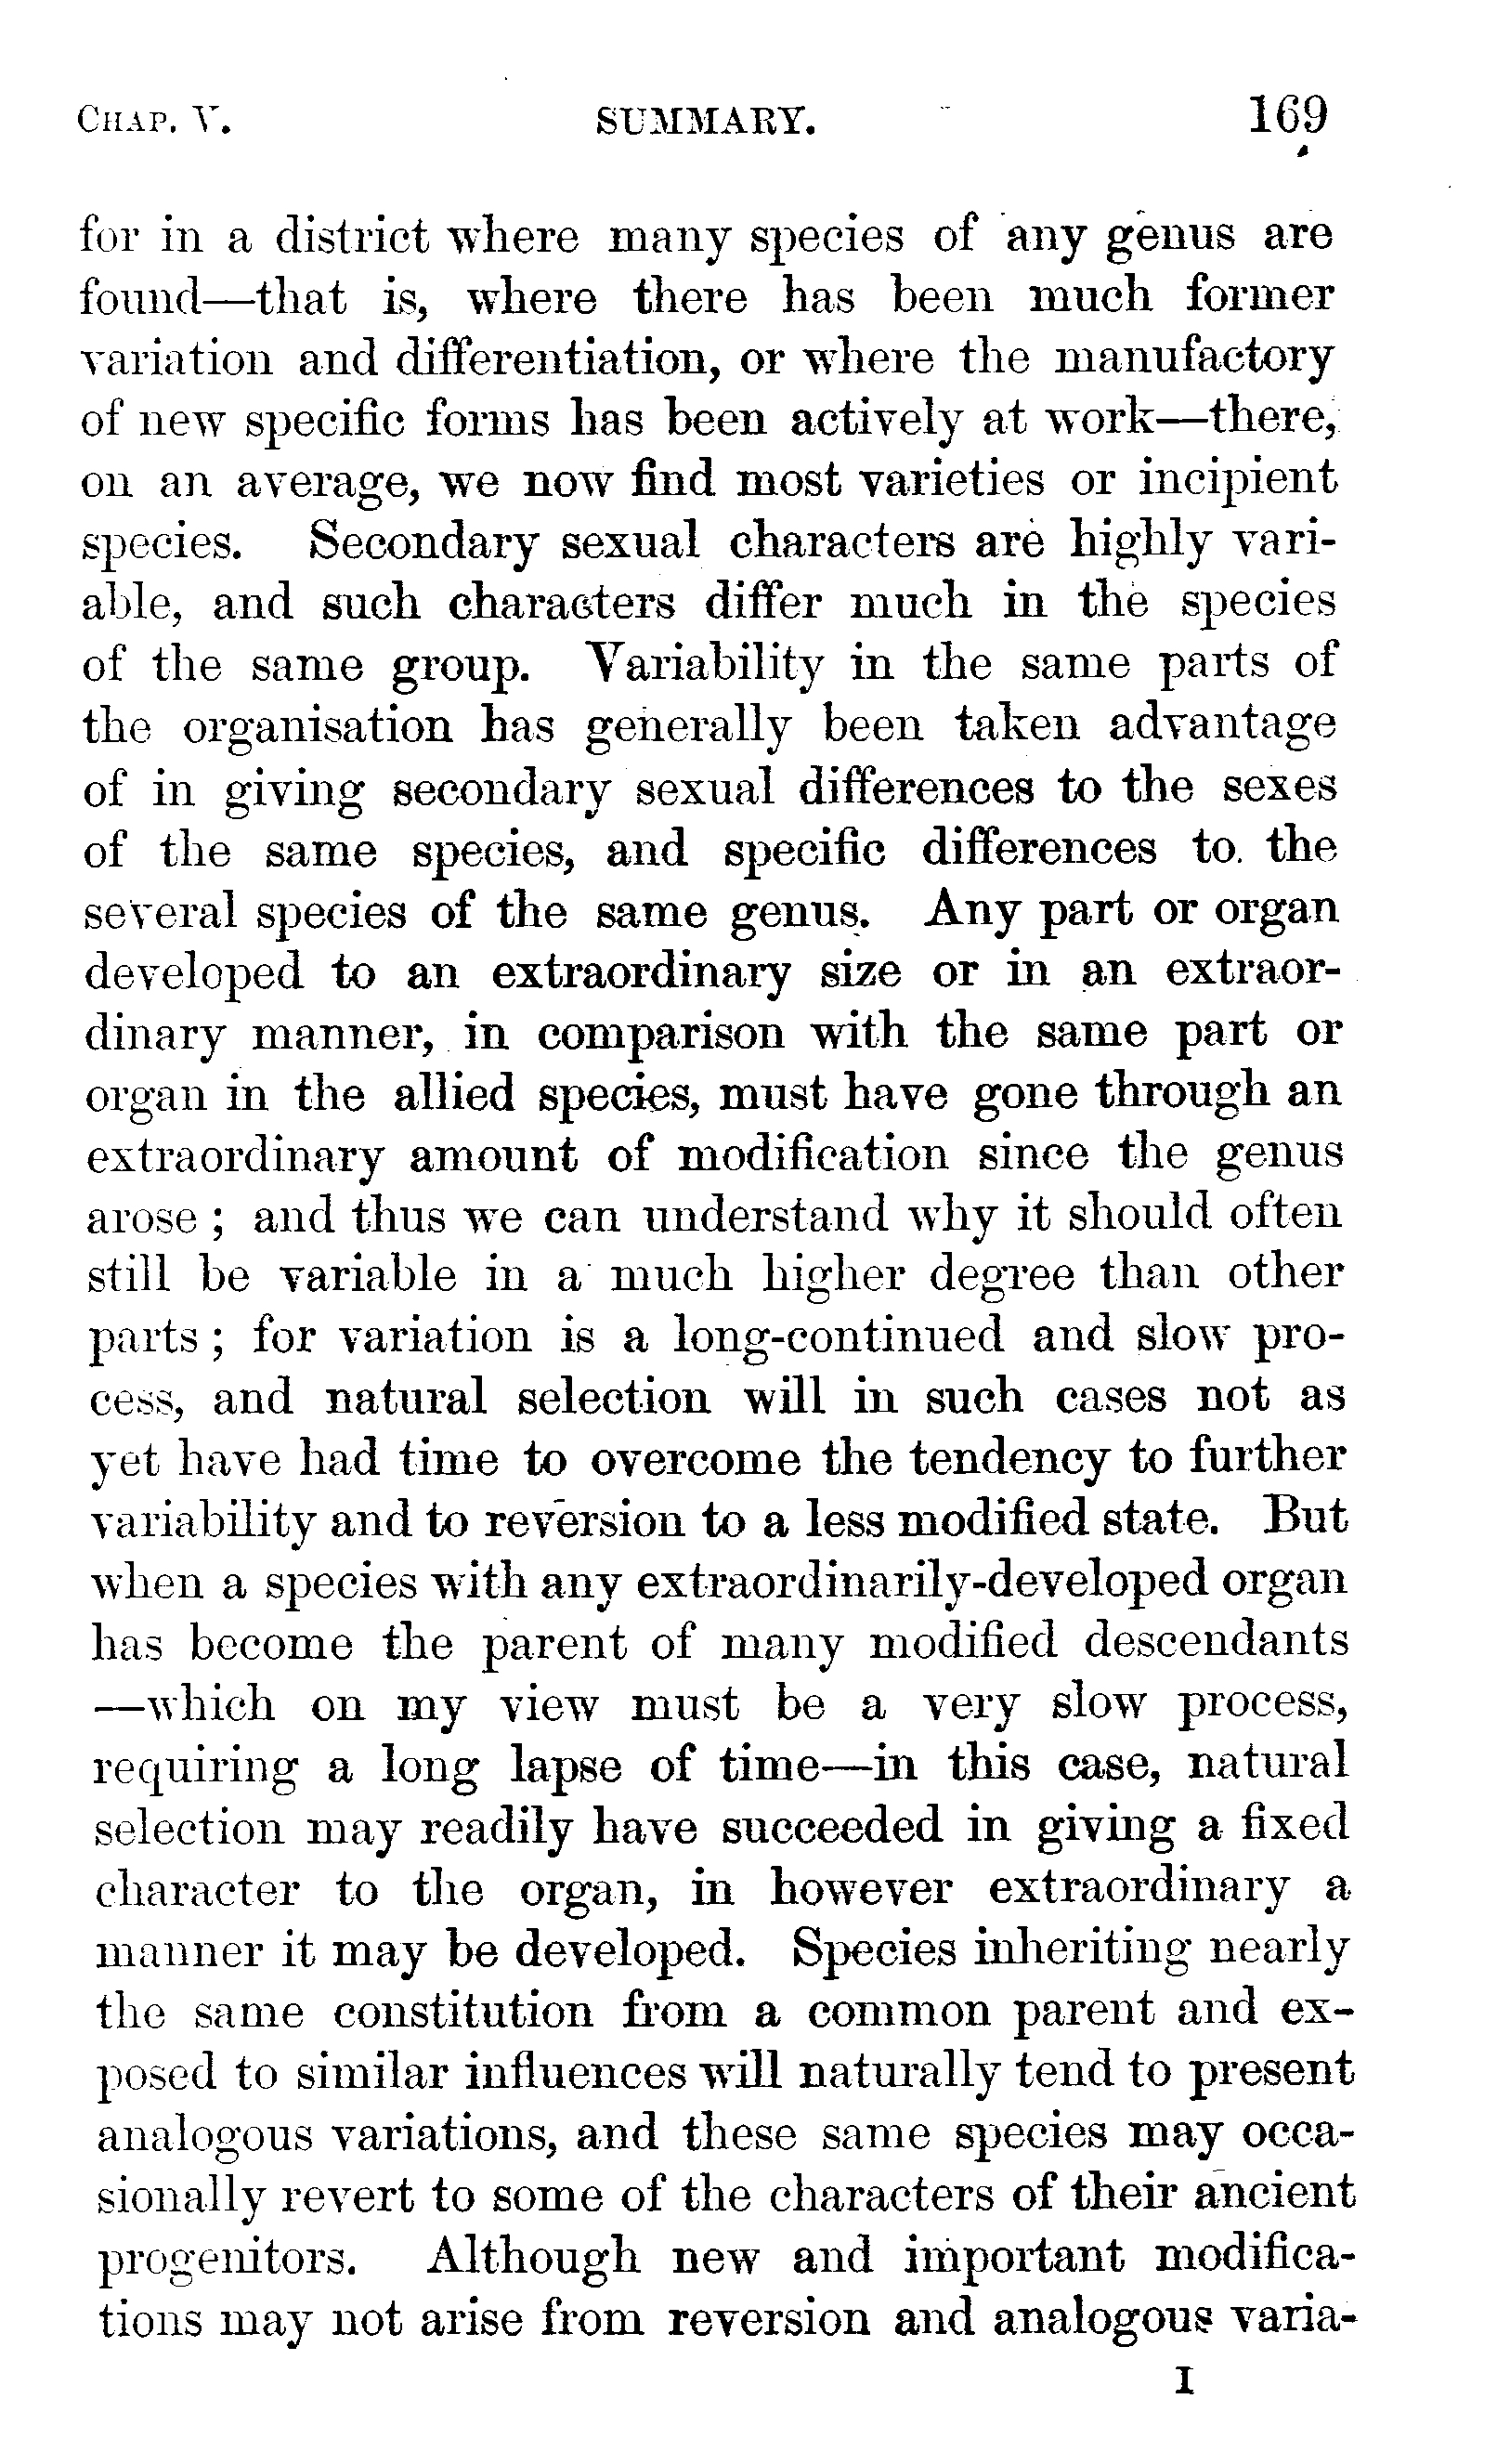 CHAP. V. SUMMARY. 169
for in a district where many species of any genus are
found—that is, where there has been much former
variation and differentiation, or where the manufactory
of new specific forms has been actively at work—there,
on an average, we now find most varieties or incipient
species. Secondary sexual characters are highly vari-
able, and such characters differ much in the species
of the same group. Variability in the same parts of
the organisation has generally been taken advantage
of in giving secondary sexual differences to the sexes
of the same species, and specific differences to the
several species of the same genus. Any part or organ
developed to an extraordinary size or in an extraor-
dinary manner, in comparison with the same part or
organ in the allied species, must have gone through an
extraordinary amount of modification since the genus
arose; and thus we can understand why it should often
still be variable in a much higher degree than other
parts; for variation is a long-continued and slow pro-
cess, and natural selection will in such cases not as
yet have had time to overcome the tendency to further
variability and to reversion to a less modified state. But
when a species with any extraordinarily-developed organ
has become the parent of many modified descendants
—which on my view must be a very slow process,
requiring a long lapse of time—in this case, natural
selection may readily have succeeded in giving a fixed
character to the organ, in however extraordinary a
manner it may be developed. Species inheriting nearly
the same constitution from a common parent and ex-
posed to similar influences will naturally tend to present
analogous variations, and these same species may occa-
sionally revert to some of the characters of their ancient
progenitors. Although new and important modifica-
tions may not arise from reversion and analogous varia-
I